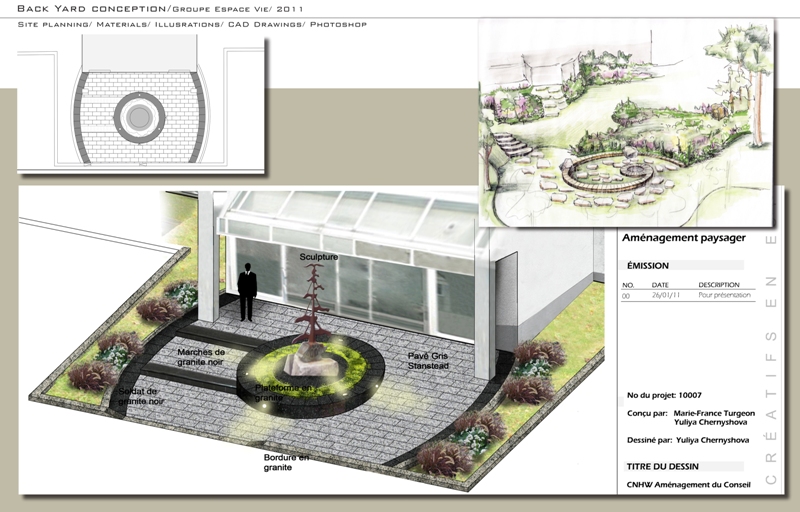 BACK YARD CONCEPTION/GROUPE ESPACE VIE/ 2011
SITE PLANNING/ MATERIALS/ ILLUSRATIONS/ CAD DRAWINGS/ PHOTOSHOP
Sculpture
Marches de
granite noir
Pavé Gris
Stanstead
Soldat de
granite noir
Plateforme en
granite
Bordure en
granite
Aménagement paysager
ÉMISSION
NO. DATE DESCRIPTION
00 26/01/11 Pour présentation
No du projet: 10007
Conçu par: Marie-France Turgeon
Yuliya Chernyshova
Dessiné par: Yuliya Chernyshova
TITRE DU DESSIN
CNHW Aménagement du Conseil
CRÉATIFS EN E